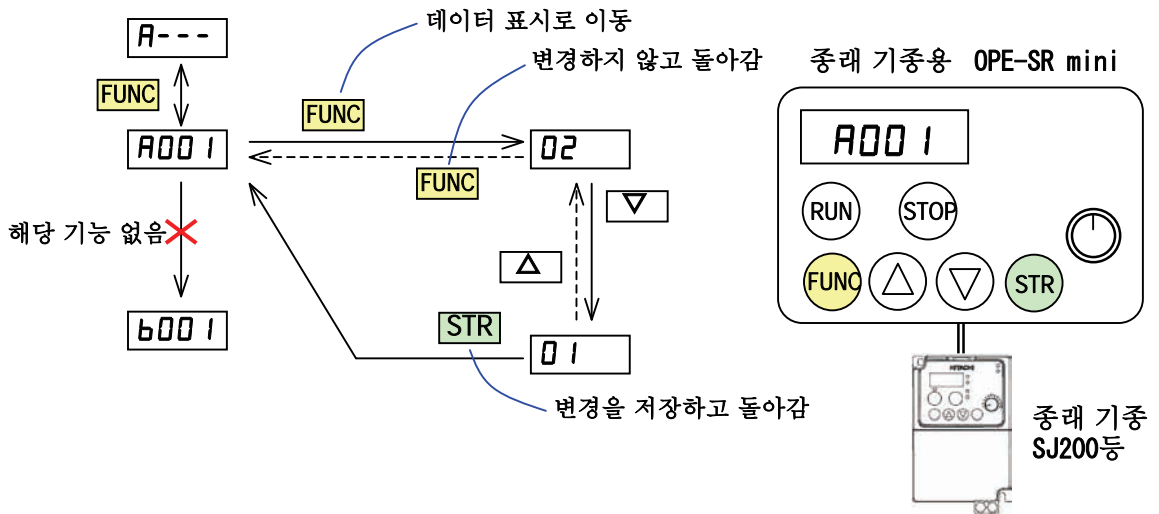 A---
FUNC
A001
해당 기능 없음
b001
데이터 표시로 이동
FUNC
변경하지 않고 돌아감
FUNC
02
01
STR
변경을 저장하고 돌아감
종래 기종용 OPE-SR mini
A001
RUN
STOP
FUNC
STR
HITACHI
종래 기종
SJ200등